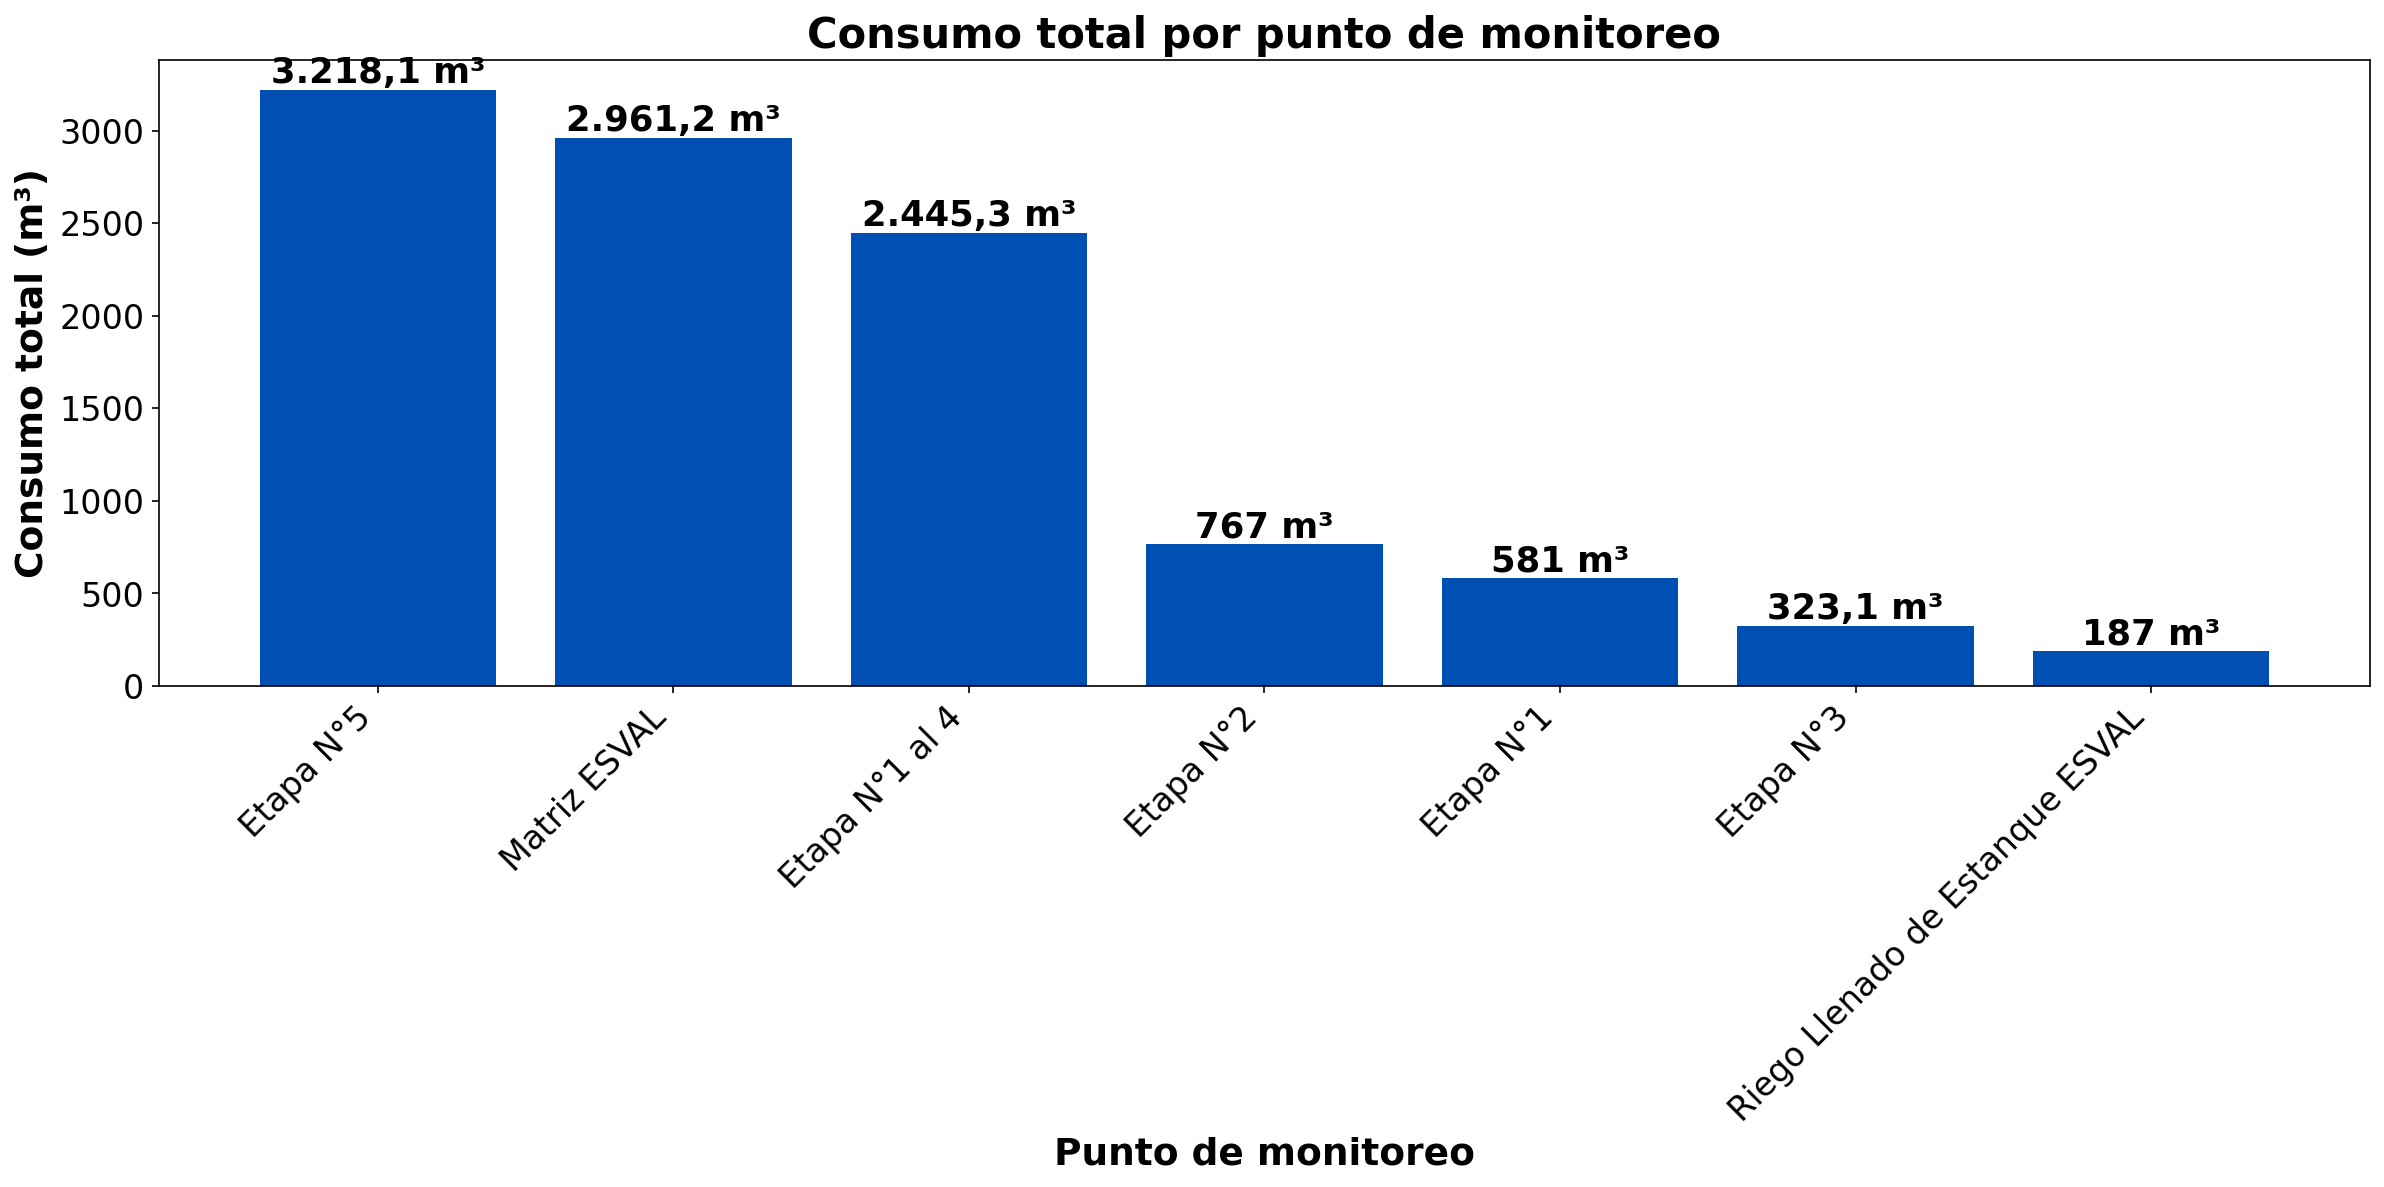 Consumo total por punto de monitoreo
Consumo total (m³)
3000
2500
2000
1500
1000
500
0
3.218,1 m³
2.961,2 m³
2.445,3 m³
767 m³
581 m³
323,1 m³
187 m³
Etapa N°5
Matriz ESVAL
Etapa N°1 al 4
Etapa N°2
Etapa N°1
Etapa N°3
Riego Llenado de Estanque ESVAL
Punto de monitoreo